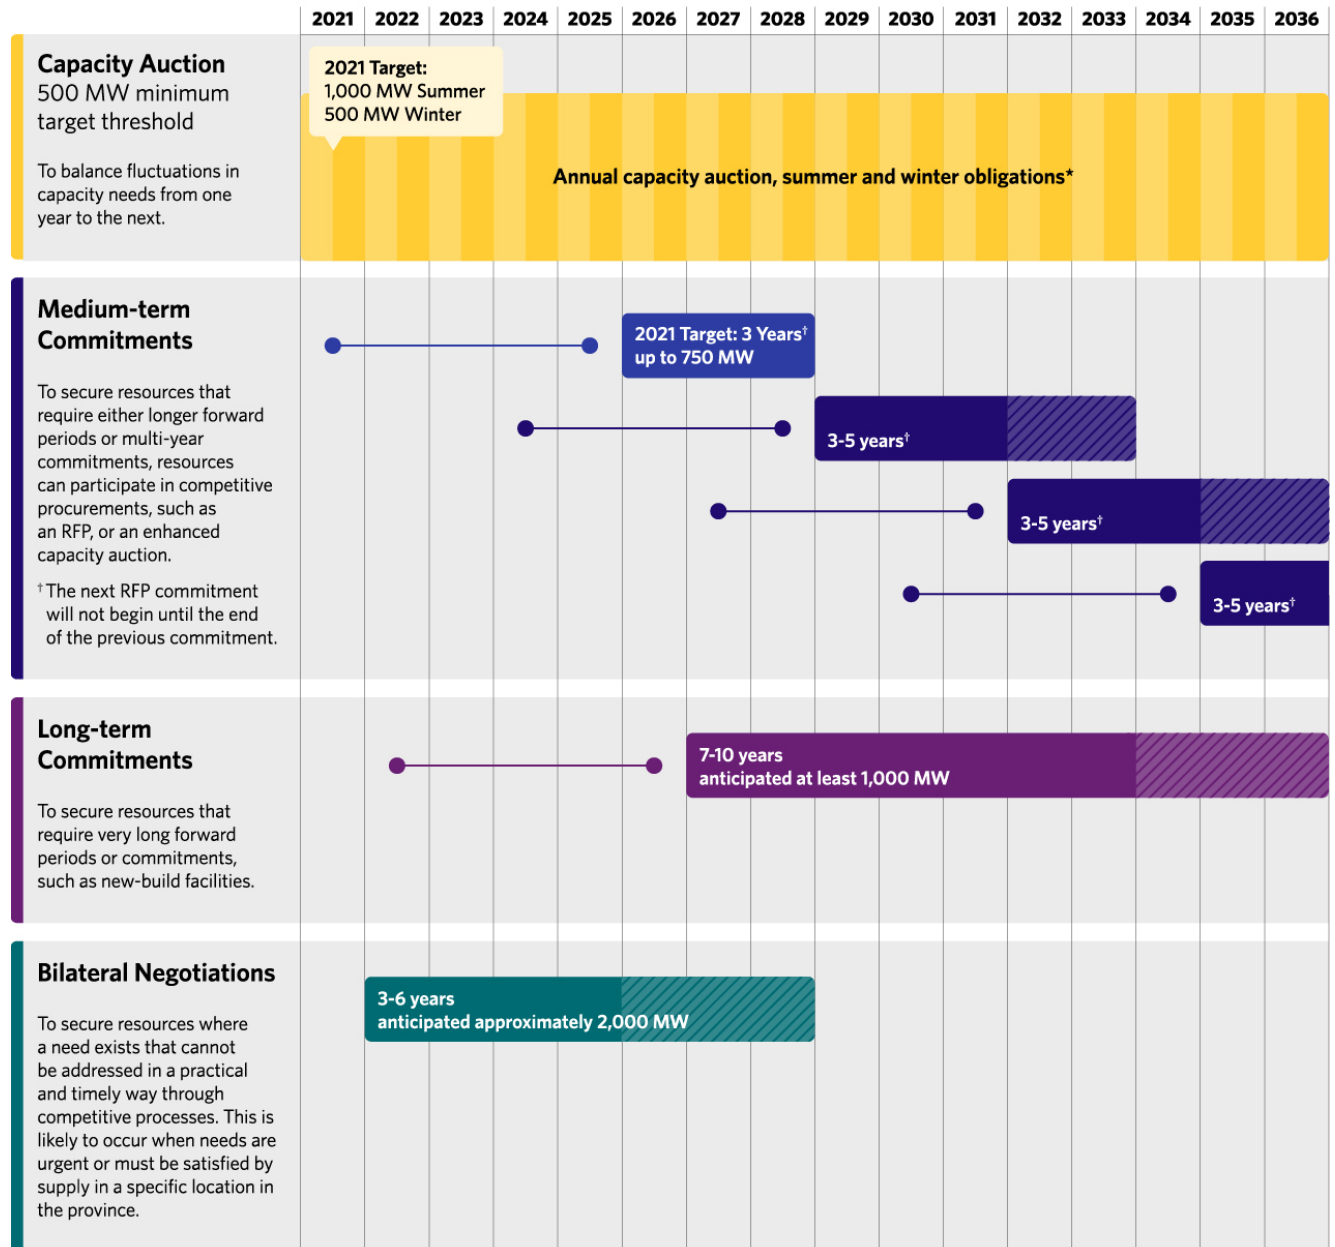 2021 2022 2023 2024 2025 2026 2027 2028 2029 2030 2031 2032 2033 2034 2035 2036
Capacity Auction
500 MW minimum
target threshold
To balance fluctuations in
capacity needs from one
year to the next.
2021 Target:
1,000 MW Summer
500 MW Winter
Annual capacity auction, summer and winter obligations*
Medium-term
Commitments
To secure resources that
require either longer forward
periods or multi-year
commitments, resources
can participate in competitive
procurements, such as
an RFP, or an enhanced
capacity auction.
† The next RFP commitment
will not begin until the end
of the previous commitment.
2021 Target: 3 Years†
up to 750 MW
3-5 years†
3-5 years†
3-5 years†
Long-term
Commitments
To secure resources that
require very long forward
periods or commitments,
such as new-build facilities.
7-10 years
anticipated at least 1,000 MW
Bilateral Negotiations
To secure resources where
a need exists that cannot
be addressed in a practical
and timely way through
competitive processes. This is
likely to occur when needs are
urgent or must be satisfied by
supply in a specific location in
the province.
3-6 years
anticipated approximately 2,000 MW